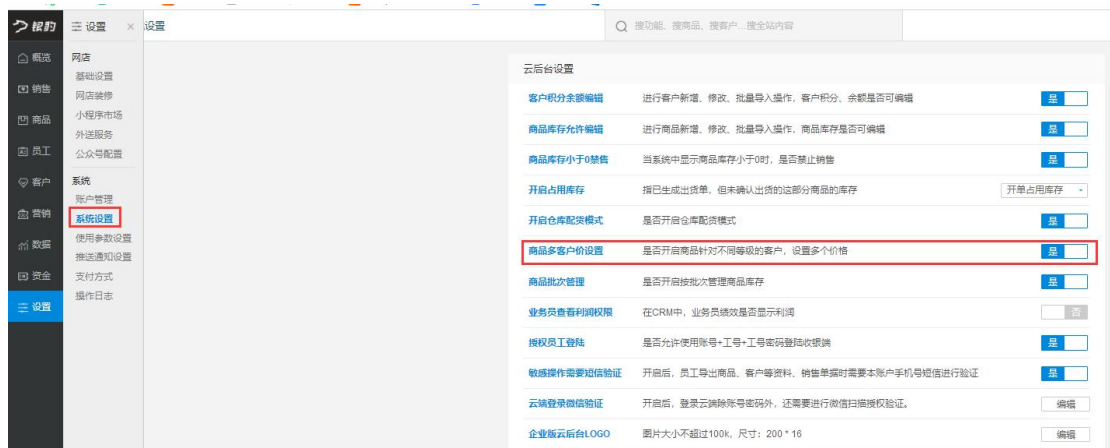 银豹
设置 ×
设置
搜功能、搜商品、搜客户...搜全站内容
概览
销售
商品
员工
客户
营销
数据
资金
设置
网店
基础设置
网店装修
小程序市场
外送服务
公众号配置
系统
账户管理
系统设置
使用参数设置
推送通知设置
支付方式
操作日志
云后台设置
客户积分余额编辑 进行客户新增、修改、批量导入操作，客户积分、余额是否可编辑 是
商品库存允许编辑 进行商品新增、修改、批量导入操作，商品库存是否可编辑 是
商品库存小于0禁售 当系统中显示商品库存小于0时，是否禁止销售 是
开启占用库存 指已生成出货单，但未确认出货的这部分商品的库存 开单占用库存
开启仓库配货模式 是否开启仓库配货模式 是
商品多客户价设置 是否开启商品针对不同等级的客户，设置多个价格 是
商品批次管理 是否开启按批次管理商品库存 是
业务员查看利润权限 在CRM中，业务员绩效是否显示利润 否
授权员工登陆 是否允许使用账号+工号+工号密码登陆收银端 是
敏感操作需要短信验证 开启后，员工导出商品、客户等资料、销售单据时需要本账户手机号短信进行验证 是
云端登录微信验证 开启后，登录云端除账号密码外，还需要进行微信扫描授权验证。 编辑
企业版云后台LOGO 图片大小不超过100k，尺寸：200 * 16 编辑